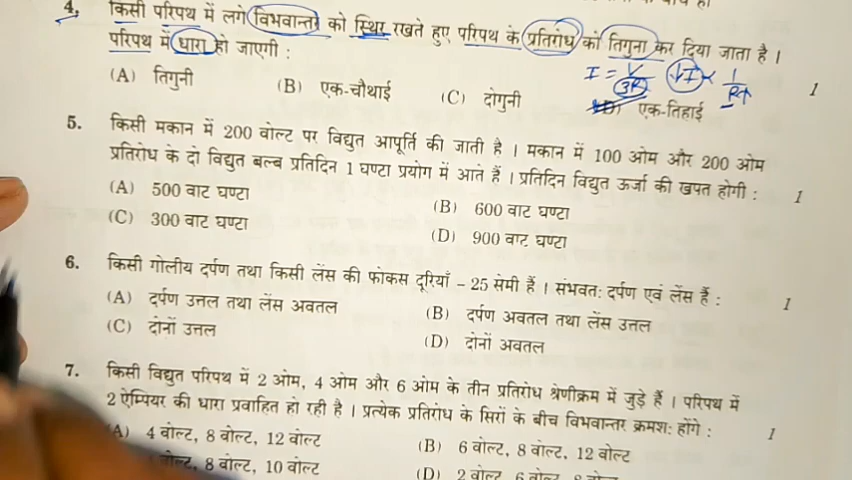 4. किसी परिपथ में लगे विभवान्तर को स्थिर रखते हुए परिपथ के प्रतिरोध को तिगुना कर दिया जाता है ।
परिपथ में धारा हो जाएगी : 1
(A) तिगुनी (B) एक-चौथाई (C) दोगुनी (D) एक-तिहाई
I = V/3R ↓I ∝ 1/R↑
5. किसी मकान में 200 वोल्ट पर विद्युत आपूर्ति की जाती है । मकान में 100 ओम और 200 ओम
प्रतिरोध के दो विद्युत बल्ब प्रतिदिन 1 घण्टा प्रयोग में आते हैं । प्रतिदिन विद्युत ऊर्जा की खपत होगी : 1
(A) 500 वाट घण्टा (B) 600 वाट घण्टा
(C) 300 वाट घण्टा (D) 900 वाट घण्टा
6. किसी गोलीय दर्पण तथा किसी लेंस की फोकस दूरियाँ – 25 सेमी हैं । संभवत: दर्पण एवं लेंस हैं : 1
(A) दर्पण उत्तल तथा लेंस अवतल (B) दर्पण अवतल तथा लेंस उत्तल
(C) दोनों उत्तल (D) दोनों अवतल
7. किसी विद्युत परिपथ में 2 ओम, 4 ओम और 6 ओम के तीन प्रतिरोध श्रेणीक्रम में जुड़े हैं । परिपथ में
2 ऐम्पियर की धारा प्रवाहित हो रही है । प्रत्येक प्रतिरोध के सिरों के बीच विभवान्तर क्रमश: होंगे : 1
A) 4 वोल्ट, 8 वोल्ट, 12 वोल्ट (B) 6 वोल्ट, 8 वोल्ट, 12 वोल्ट
वोल्ट, 8 वोल्ट, 10 वोल्ट (D) 2 वोल्ट, 6 वोल्ट, 8 वोल्ट